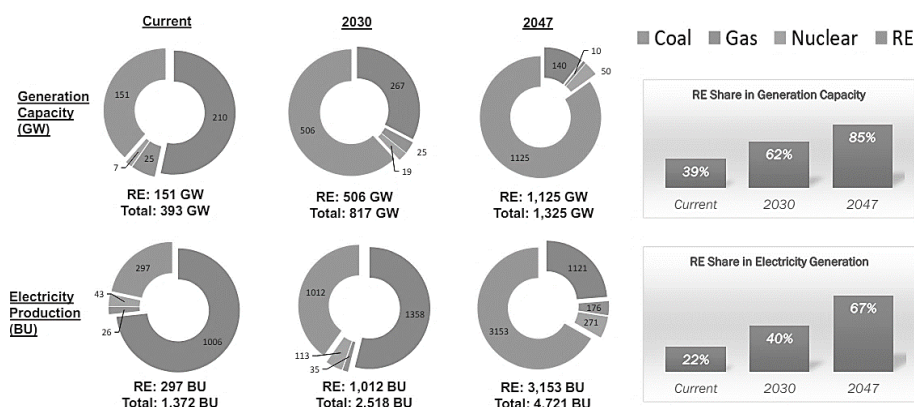 Current
2030
2047
Coal
Gas
Nuclear
RE
Generation
Capacity
(GW)
151
210
7
25
RE: 151 GW
Total: 393 GW
267
506
25
19
RE: 506 GW
Total: 817 GW
140
10
50
1125
RE: 1,125 GW
Total: 1,325 GW
RE Share in Generation Capacity
39%
62%
85%
Current
2030
2047
Electricity
Production
(BU)
297
43
26
1006
RE: 297 BU
Total: 1,372 BU
1012
1358
113
35
RE: 1,012 BU
Total: 2,518 BU
1121
176
271
3153
RE: 3,153 BU
Total: 4,721 BU
RE Share in Electricity Generation
22%
40%
67%
Current
2030
2047